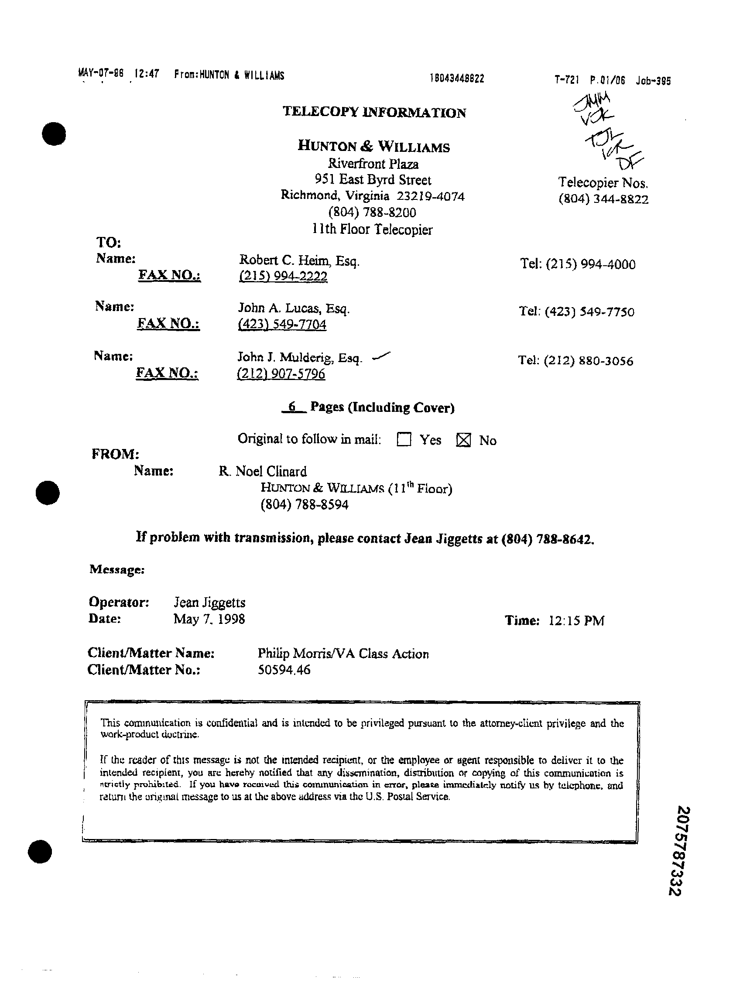 MAY-07-98 12:47 From:HUNTON & WILLIAMS 18043448822 T-721 P.01/06 Job-395
JMM
VJK
TJL
ICR
DF
TELECOPY INFORMATION
HUNTON & WILLIAMS
Riverfront Plaza
951 East Byrd Street
Richmond, Virginia 23219-4074
(804) 788-8200
11th Floor Telecopier
Telecopier Nos.
(804) 344-8822
TO:
Name: Robert C. Heim, Esq. Tel: (215) 994-4000
FAX NO.: (215) 994-2222
Name: John A. Lucas, Esq. Tel: (423) 549-7750
FAX NO.: (423) 549-7704
Name: John J. Mulderig, Esq. Tel: (212) 880-3056
FAX NO.: (212) 907-5796
6 Pages (Including Cover)
Original to follow in mail: ☐ Yes ☒ No
FROM:
Name: R. Noel Clinard
HUNTON & WILLIAMS (11th Floor)
(804) 788-8594
If problem with transmission, please contact Jean Jiggetts at (804) 788-8642.
Message:
Operator: Jean Jiggetts
Date: May 7, 1998 Time: 12:15 PM
Client/Matter Name: Philip Morris/VA Class Action
Client/Matter No.: 50594.46
This communication is confidential and is intended to be privileged pursuant to the attorney-client privilege and the
work-product doctrine.
If the reader of this message is not the intended recipient, or the employee or agent responsible to deliver it to the
intended recipient, you are hereby notified that any dissemination, distribution or copying of this communication is
strictly prohibited. If you have received this communication in error, please immediately notify us by telephone, and
return the original message to us at the above address via the U.S. Postal Service.
2075787332